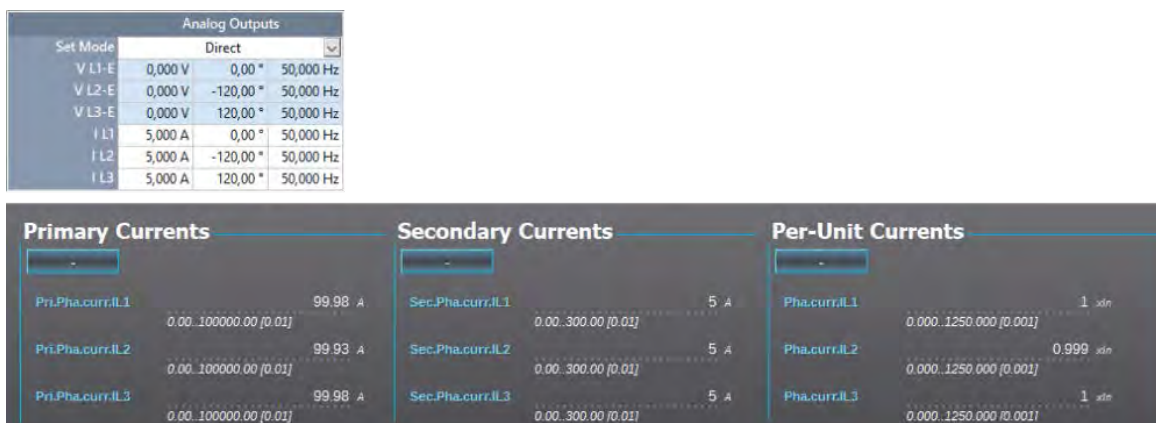 Analog Outputs
Set Mode Direct
V L1-E 0,000 V 0,00 ° 50,000 Hz
V L2-E 0,000 V -120,00 ° 50,000 Hz
V L3-E 0,000 V 120,00 ° 50,000 Hz
I L1 5,000 A 0,00 ° 50,000 Hz
I L2 5,000 A -120,00 ° 50,000 Hz
I L3 5,000 A 120,00 ° 50,000 Hz
Primary Currents Secondary Currents Per-Unit Currents
- - -
Pri.Pha.curr.IL1 99.98 A Sec.Pha.curr.IL1 5 A Pha.curr.IL1 1 xIn
0.00..100000.00 [0.01] 0.00..300.00 [0.01] 0.000..1250.000 [0.001]
Pri.Pha.curr.IL2 99.93 A Sec.Pha.curr.IL2 5 A Pha.curr.IL2 0.999 xIn
0.00..100000.00 [0.01] 0.00..300.00 [0.01] 0.000..1250.000 [0.001]
Pri.Pha.curr.IL3 99.98 A Sec.Pha.curr.IL3 5 A Pha.curr.IL3 1 xIn
0.00..100000.00 [0.01] 0.00..300.00 [0.01] 0.000..1250.000 [0.001]